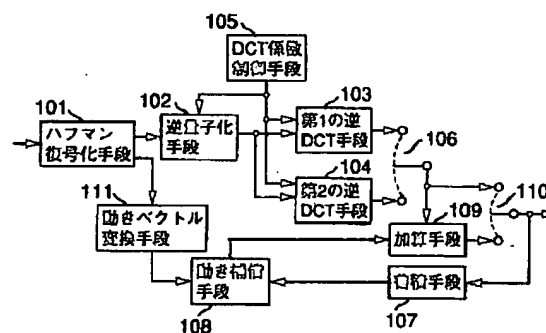 105
DCT係数
制御手段
101
ハフマン
復号化手段
102
逆量子化
手段
103
第1の逆
DCT手段
104
第2の逆
DCT手段
106
111
動きベクトル
変換手段
109
加算手段
110
動き補償
手段
108
蓄積手段
107